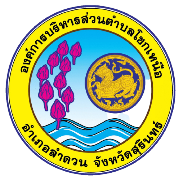 องค์การบริหารส่วนตำบลโชกเหนือ
อำเภอลำดวน จังหวัดสุรินทร์